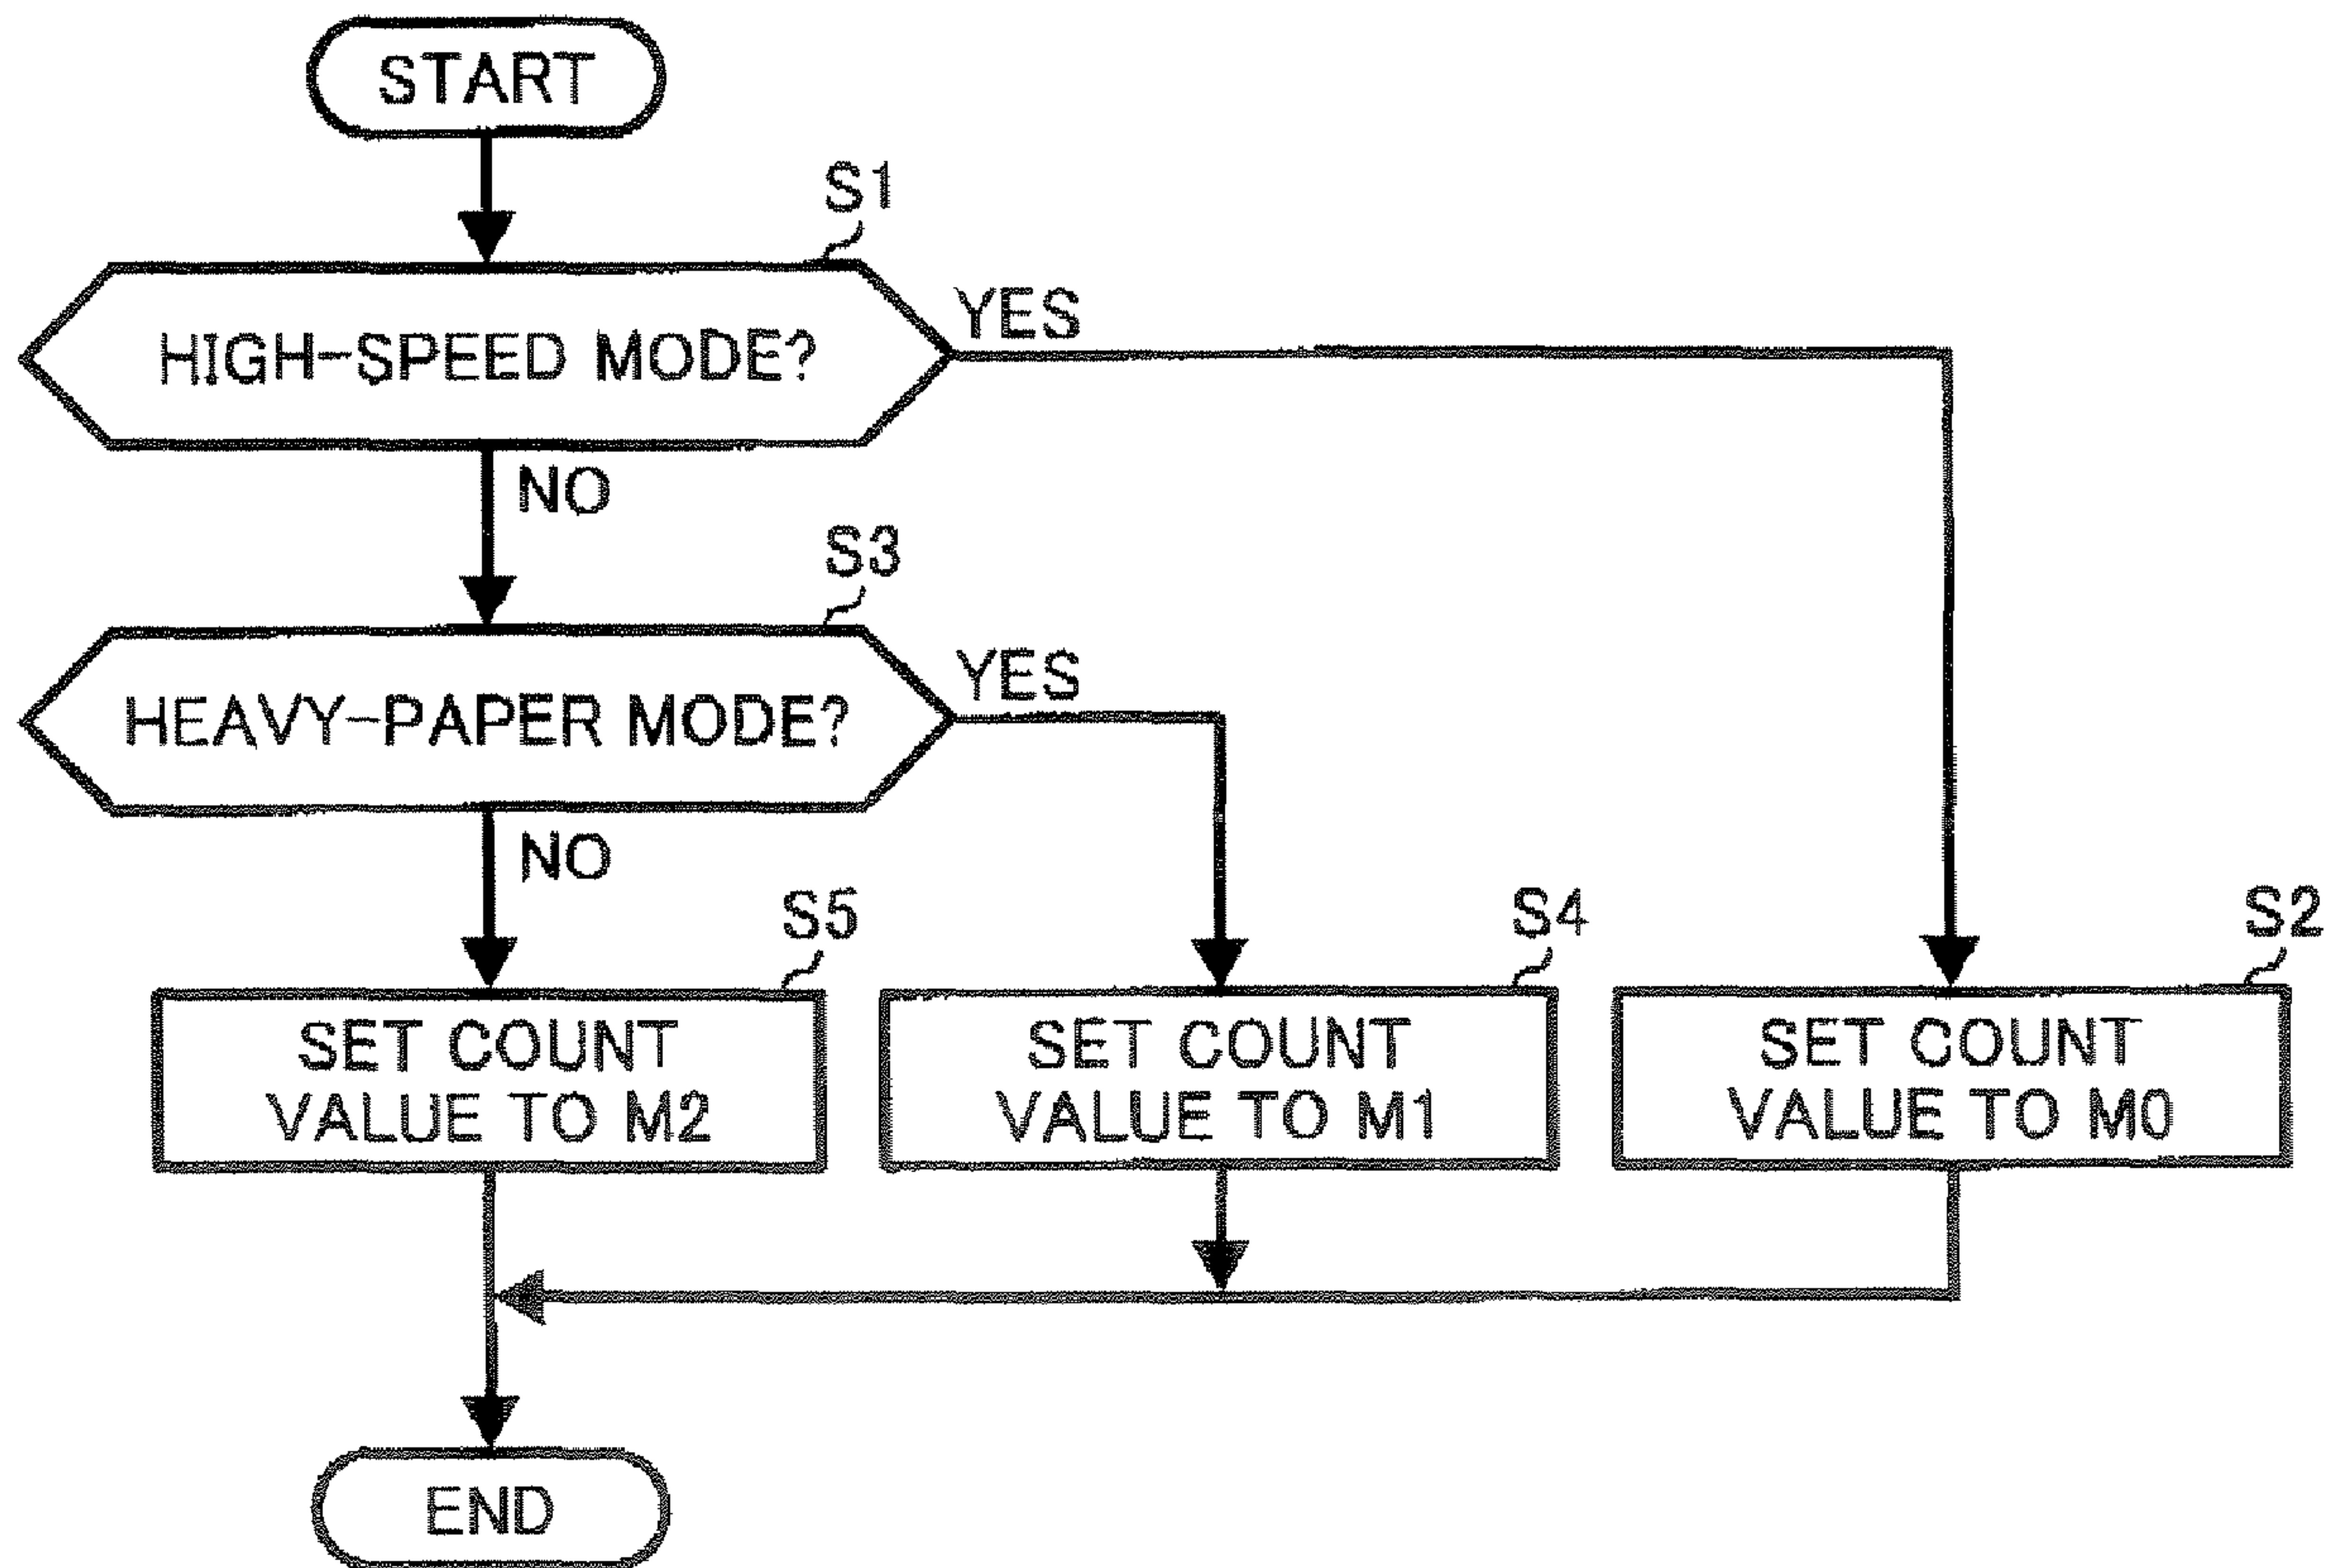 START
S1
HIGH-SPEED MODE?
YES
NO
S3
HEAVY-PAPER MODE?
YES
NO
S5
SET COUNT
VALUE TO M2
S4
SET COUNT
VALUE TO M1
S2
SET COUNT
VALUE TO M0
END